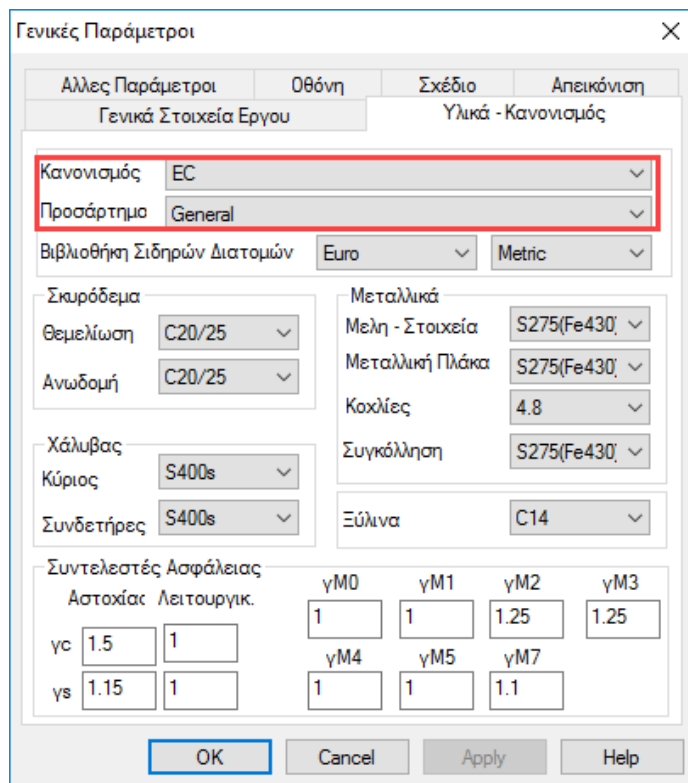 Γενικές Παράμετροι
Αλλες Παράμετροι Οθόνη Σχέδιο Απεικόνιση
Γενικά Στοιχεία Εργου Υλικά - Κανονισμός
Κανονισμός EC
Προσάρτημα General
Βιβλιοθήκη Σιδηρών Διατομών Euro Metric
Σκυρόδεμα
Θεμελίωση C20/25
Ανωδομή C20/25
Μεταλλικά
Μελη - Στοιχεία S275(Fe430)
Μεταλλική Πλάκα S275(Fe430)
Κοχλίες 4.8
Συγκόλληση S275(Fe430)
Χάλυβας
Κύριος S400s
Συνδετήρες S400s
Ξύλινα C14
Συντελεστές Ασφάλειας
Αστοχίας Λειτουργικ.
γc 1.5 1
γs 1.15 1
γM0 γM1 γM2 γM3
1 1 1.25 1.25
γM4 γM5 γM7
1 1 1.1
OK Cancel Apply Help